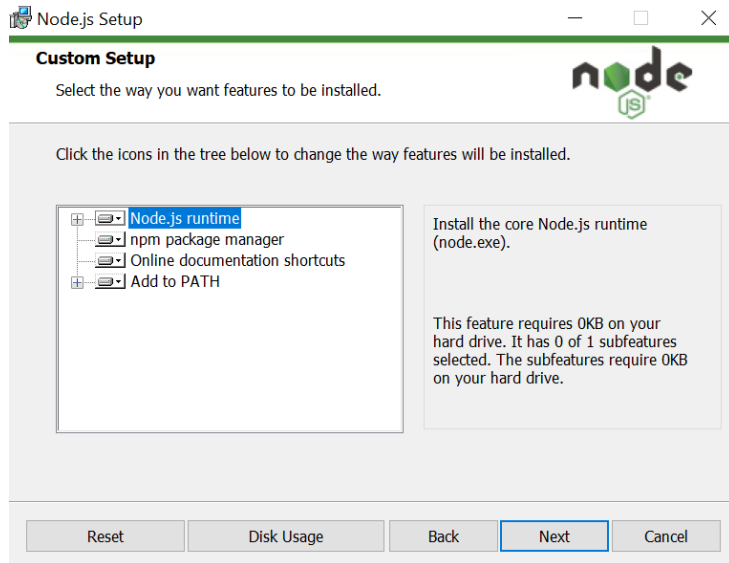 Node.js Setup
Custom Setup
Select the way you want features to be installed.
node
JS
Click the icons in the tree below to change the way features will be installed.
Node.js runtime
npm package manager
Online documentation shortcuts
Add to PATH
Install the core Node.js runtime
(node.exe).
This feature requires 0KB on your
hard drive. It has 0 of 1 subfeatures
selected. The subfeatures require 0KB
on your hard drive.
Reset
Disk Usage
Back
Next
Cancel